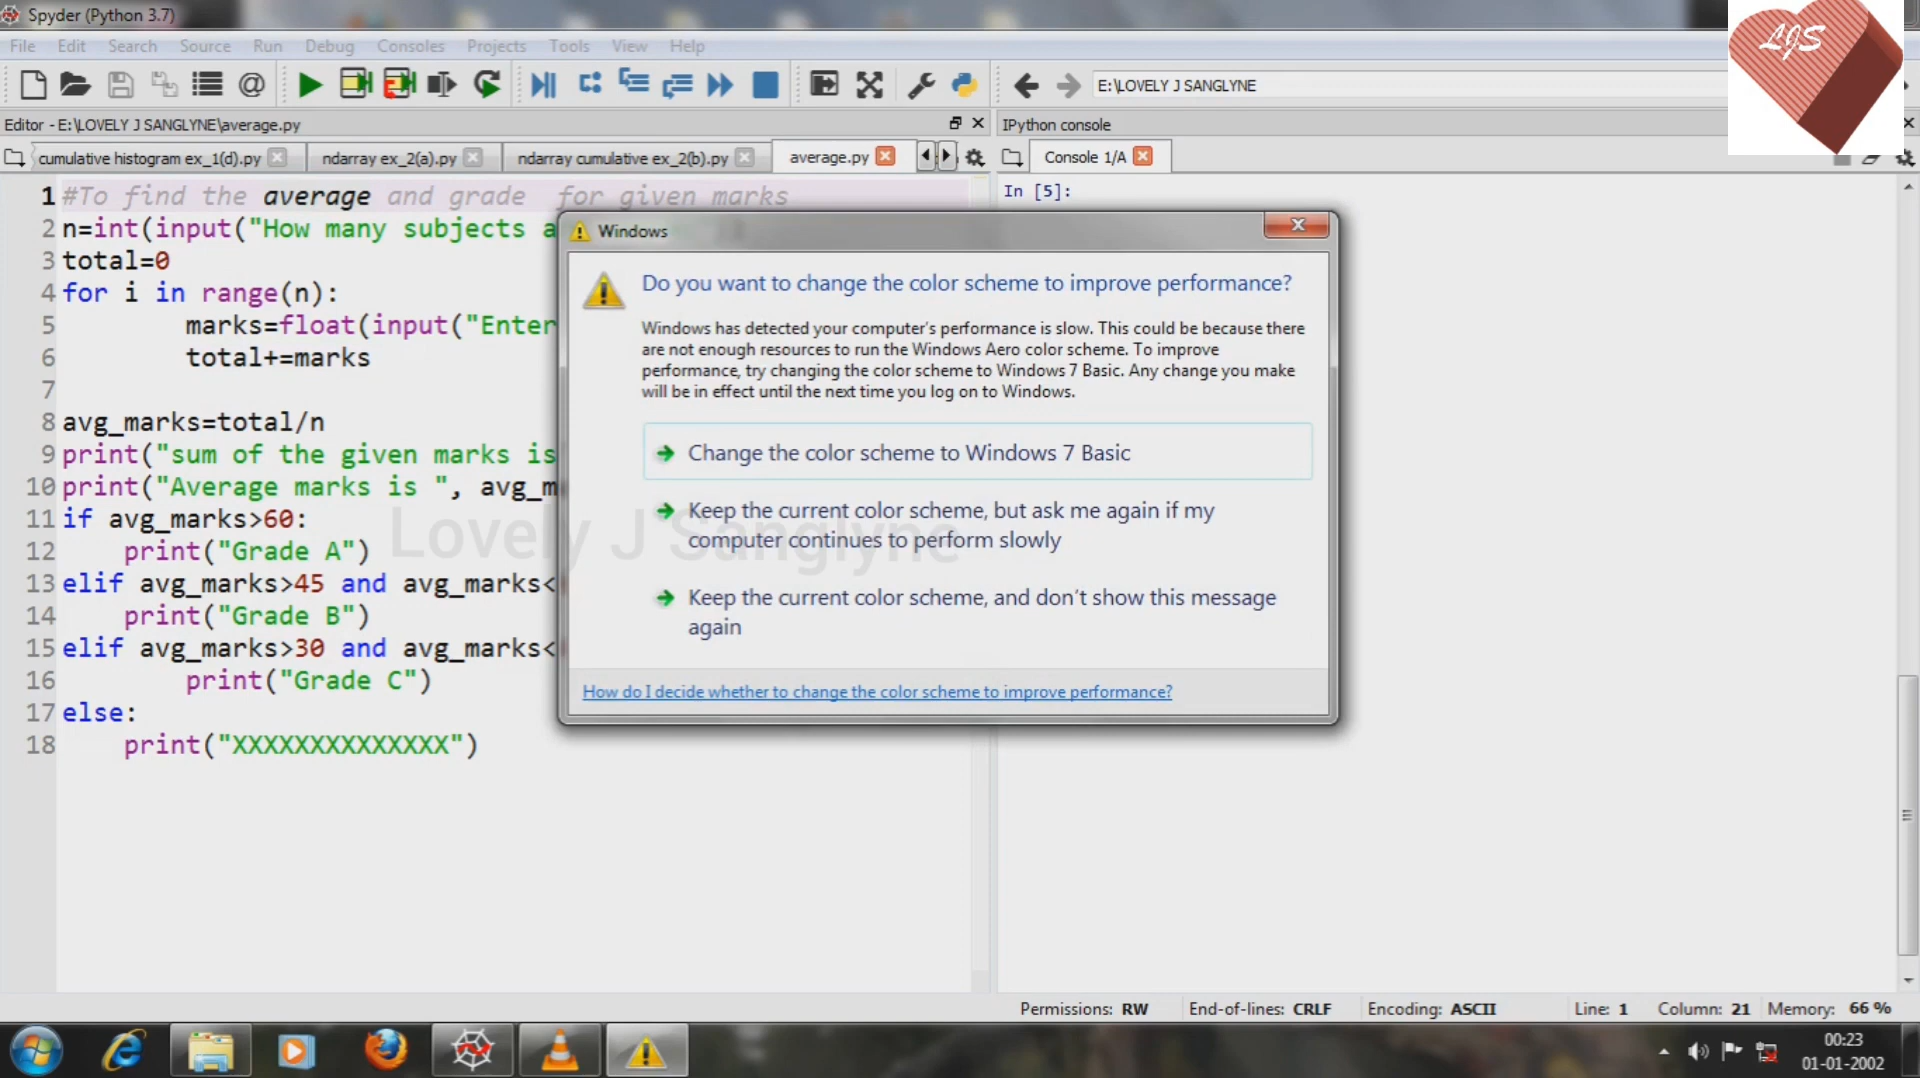 Spyder (Python 3.7)
File Edit Search Source Run Debug Consoles Projects Tools View Help
LJS
E:\LOVELY J SANGLYNE
Editor - E:\LOVELY J SANGLYNE\average.py
IPython console
cumulative histogram ex_1(d).py ndarray ex_2(a).py ndarray cumulative ex_2(b).py average.py
Console 1/A
In [5]:
1 #To find the average and grade  for given marks
2 n=int(input("How many subjects a
3 total=0
4 for i in range(n):
5 marks=float(input("Enter
6 total+=marks
7
8 avg_marks=total/n
9 print("sum of the given marks is
10 print("Average marks is ", avg_m
11 if avg_marks>60:
12 print("Grade A")
13 elif avg_marks>45 and avg_marks<
14 print("Grade B")
15 elif avg_marks>30 and avg_marks<
16 print("Grade C")
17 else:
18 print("XXXXXXXXXXXXXX")
Lovely J Sanglyne
Windows
Do you want to change the color scheme to improve performance?
Windows has detected your computer's performance is slow. This could be because there
are not enough resources to run the Windows Aero color scheme. To improve
performance, try changing the color scheme to Windows 7 Basic. Any change you make
will be in effect until the next time you log on to Windows.
Change the color scheme to Windows 7 Basic
Keep the current color scheme, but ask me again if my
computer continues to perform slowly
Keep the current color scheme, and don't show this message
again
How do I decide whether to change the color scheme to improve performance?
Permissions: RW End-of-lines: CRLF Encoding: ASCII Line: 1 Column: 21 Memory: 66 %
00:23
01-01-2002